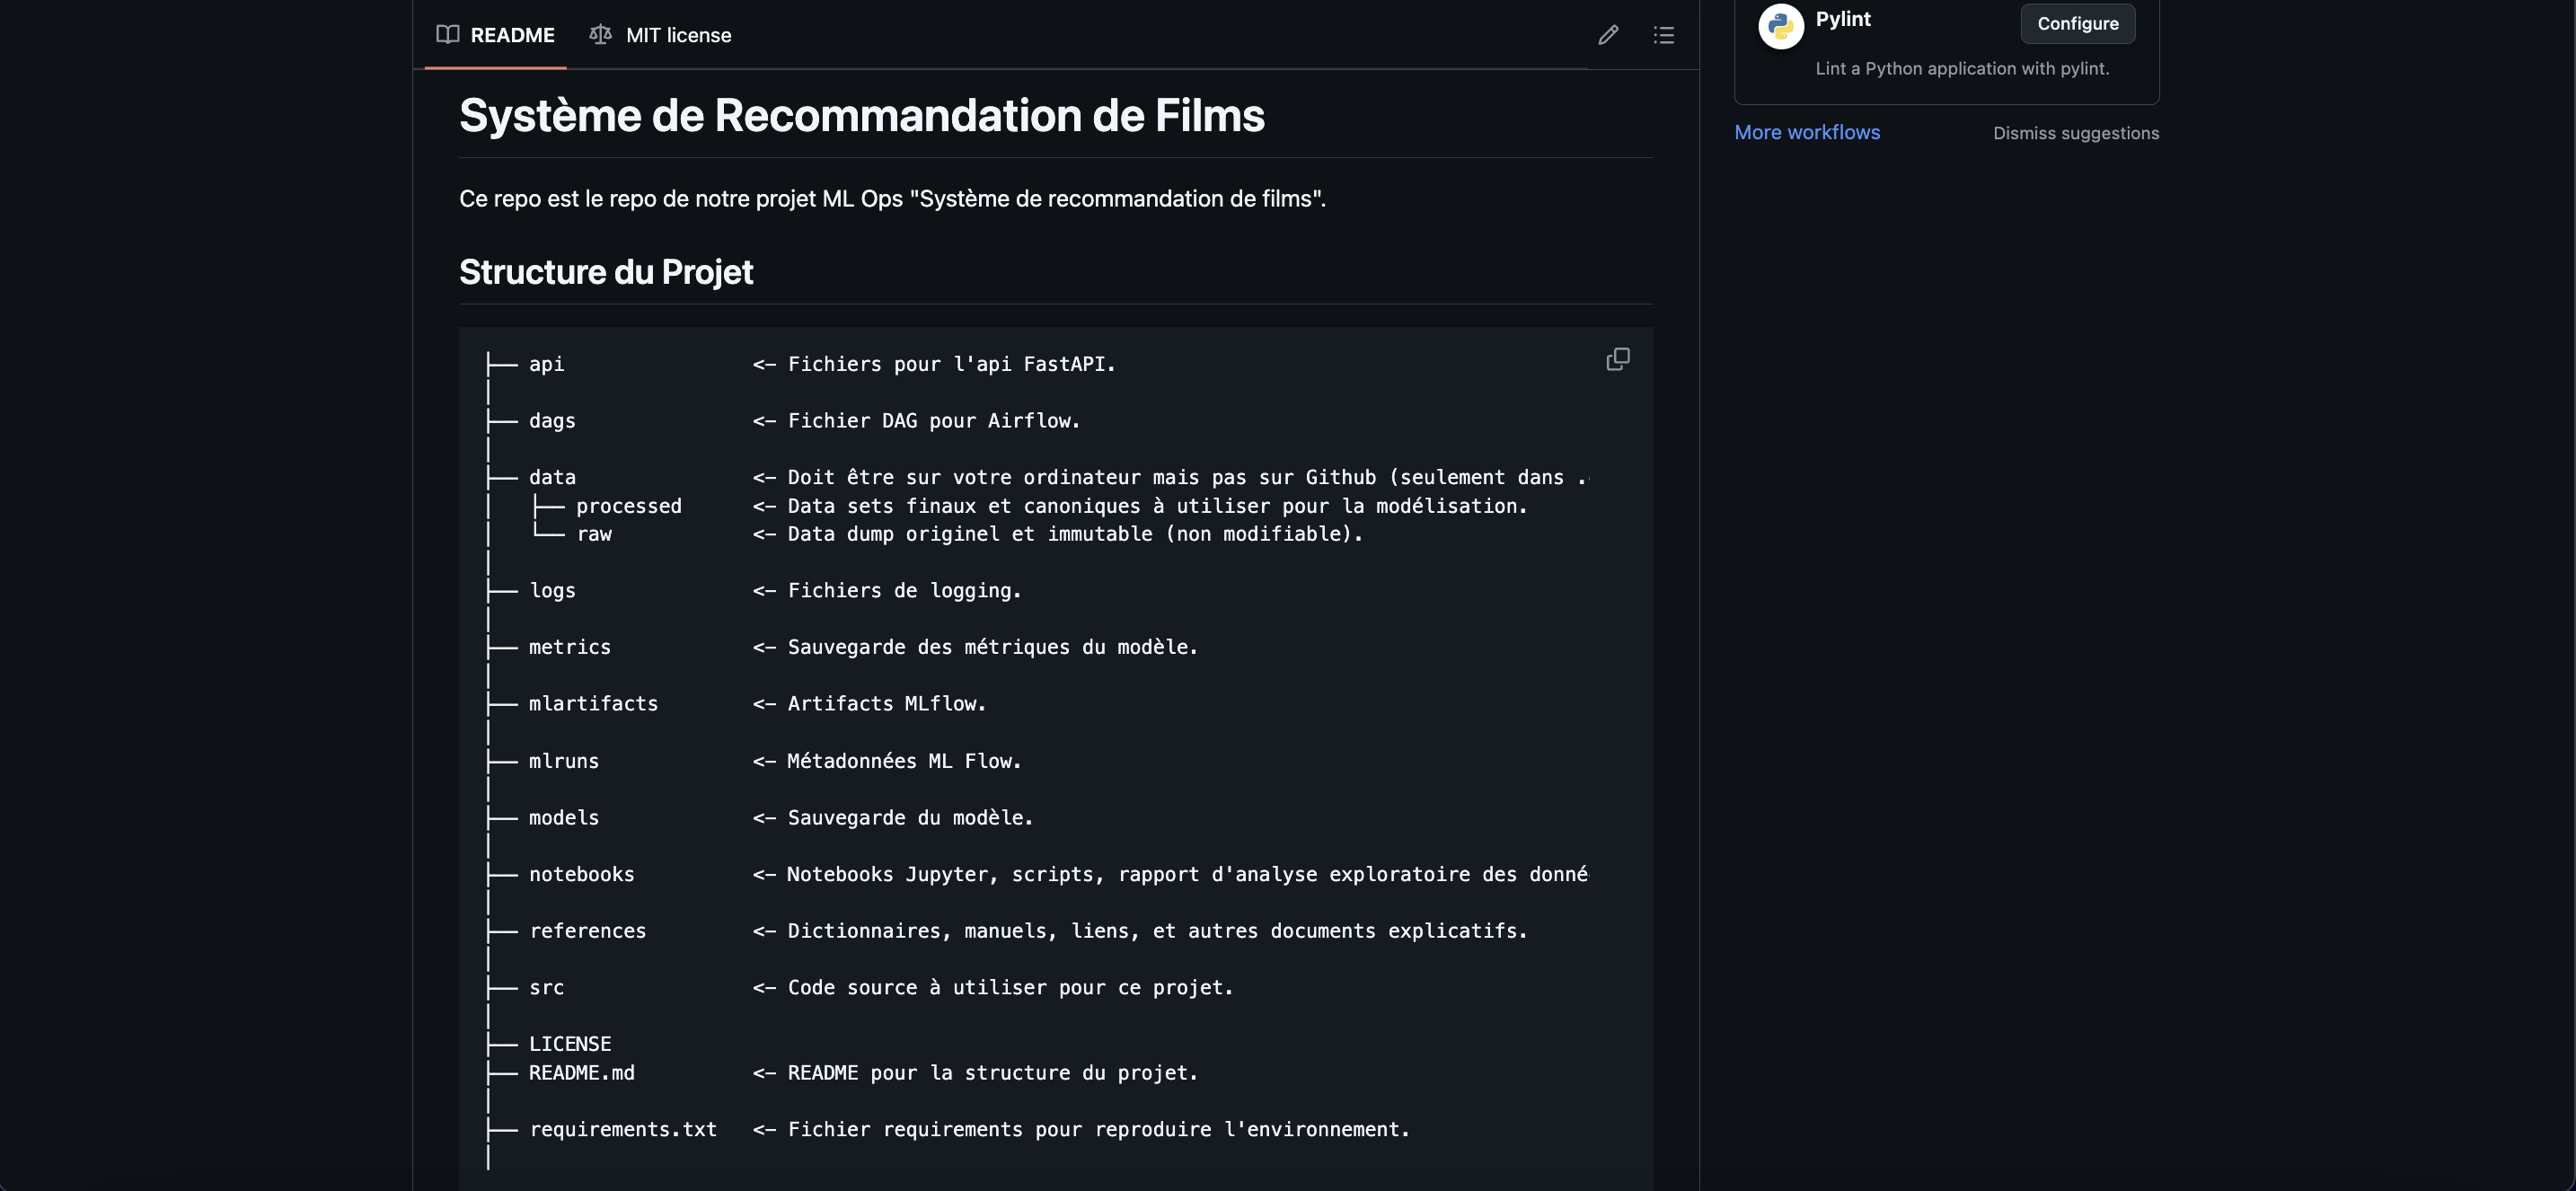 README
MIT license
Système de Recommandation de Films
Ce repo est le repo de notre projet ML Ops "Système de recommandation de films".
Structure du Projet
├── api <- Fichiers pour l'api FastAPI.
│
├── dags <- Fichier DAG pour Airflow.
│
├── data <- Doit être sur votre ordinateur mais pas sur Github (seulement dans .
│   ├── processed <- Data sets finaux et canoniques à utiliser pour la modélisation.
│   └── raw <- Data dump originel et immutable (non modifiable).
│
├── logs <- Fichiers de logging.
│
├── metrics <- Sauvegarde des métriques du modèle.
│
├── mlartifacts <- Artifacts MLflow.
│
├── mlruns <- Métadonnées ML Flow.
│
├── models <- Sauvegarde du modèle.
│
├── notebooks <- Notebooks Jupyter, scripts, rapport d'analyse exploratoire des donné
│
├── references <- Dictionnaires, manuels, liens, et autres documents explicatifs.
│
├── src <- Code source à utiliser pour ce projet.
│
├── LICENSE
├── README.md <- README pour la structure du projet.
│
├── requirements.txt <- Fichier requirements pour reproduire l'environnement.
│
Pylint
Configure
Lint a Python application with pylint.
More workflows
Dismiss suggestions